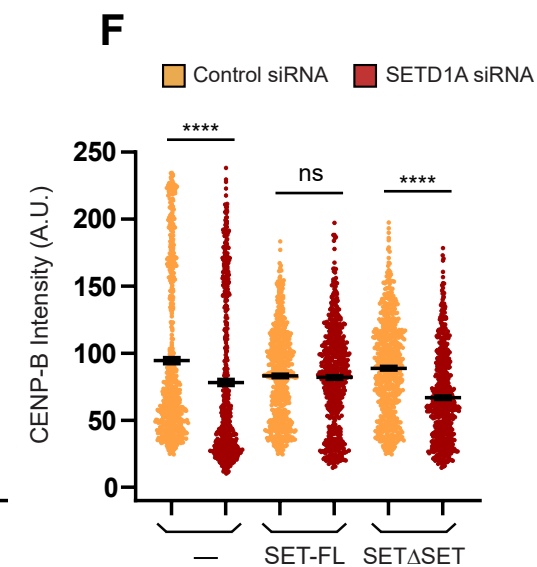 F
Control siRNA SETD1A siRNA
**** ns ****
CENP-B Intensity (A.U.)
250
200
150
100
50
0
— SET-FL SETΔSET